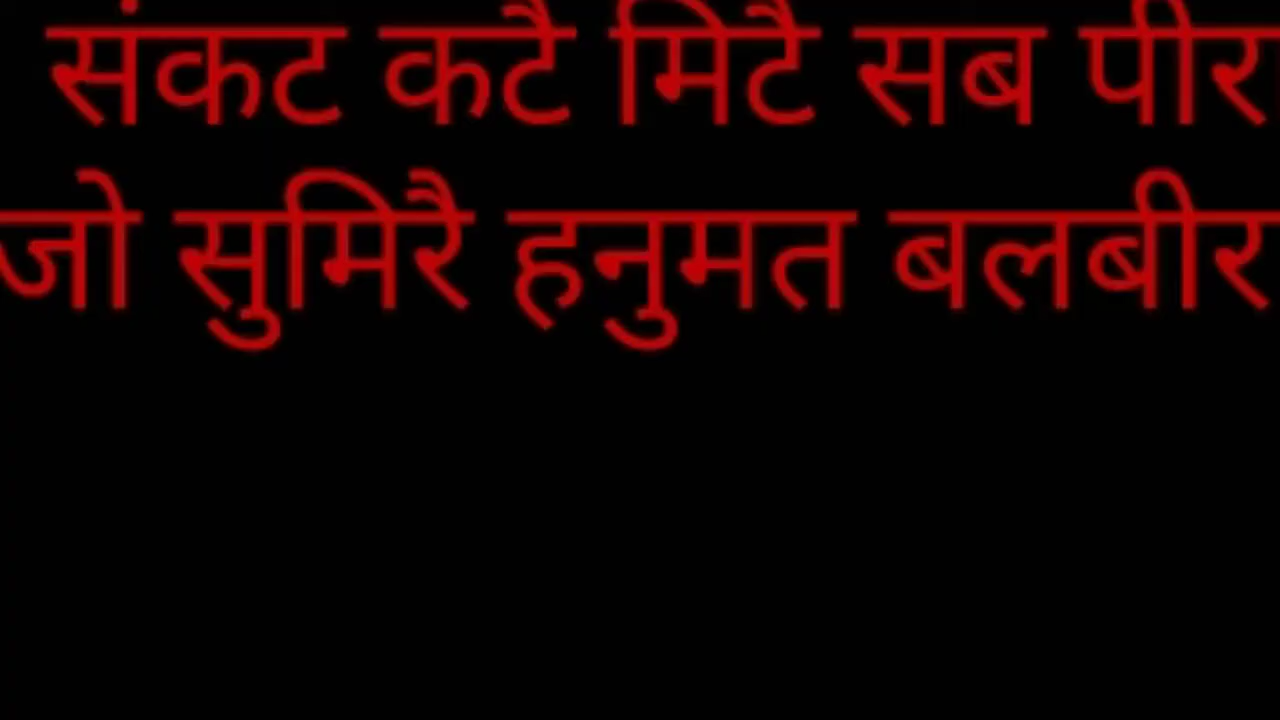 संकट कटै मिटै सब पीर
जो सुमिरै हनुमत बलबीर